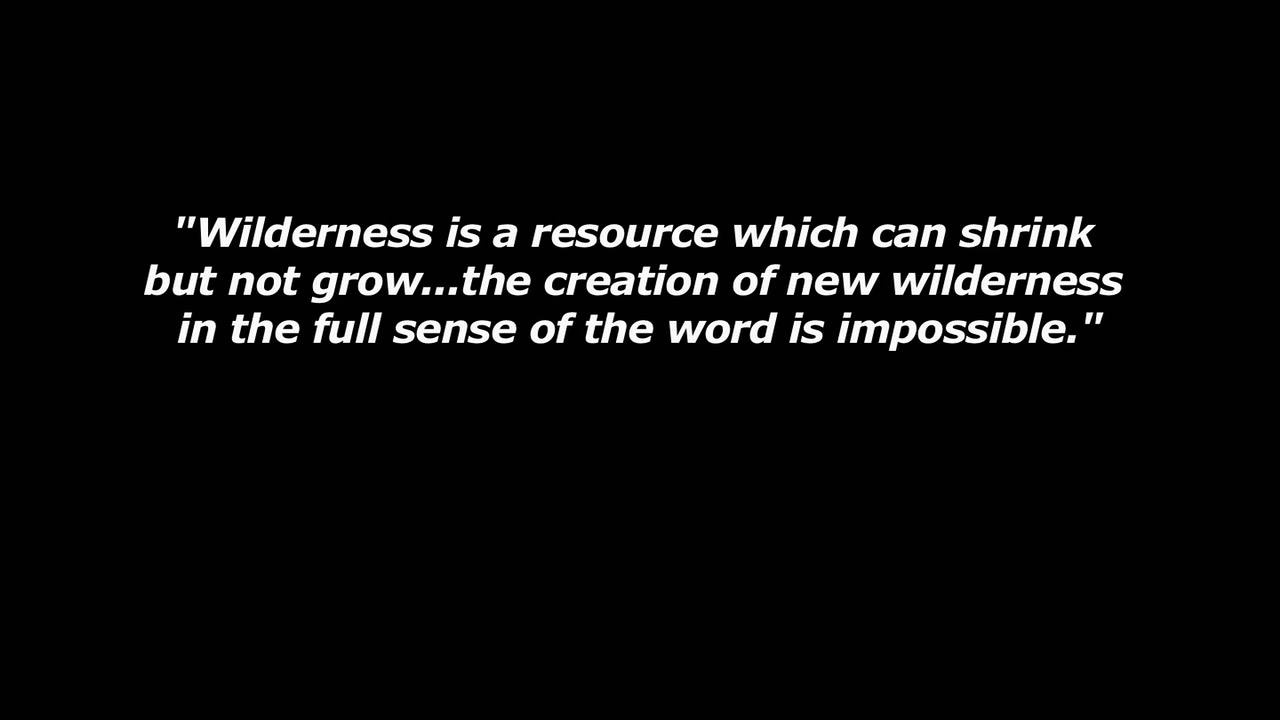 "Wilderness is a resource which can shrink
but not grow...the creation of new wilderness
in the full sense of the word is impossible."